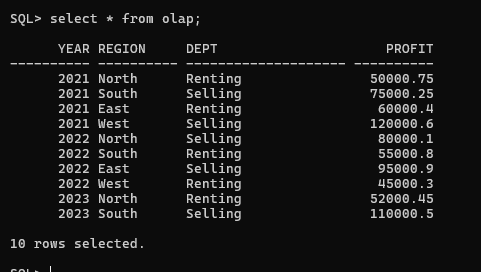 SQL> select * from olap;
YEAR REGION DEPT PROFIT
---------- ---------- -------------------- ----------
2021 North Renting 50000.75
2021 South Selling 75000.25
2021 East Renting 60000.4
2021 West Selling 120000.6
2022 North Selling 80000.1
2022 South Renting 55000.8
2022 East Selling 95000.9
2022 West Renting 45000.3
2023 North Renting 52000.45
2023 South Selling 110000.5
10 rows selected.
SQL>